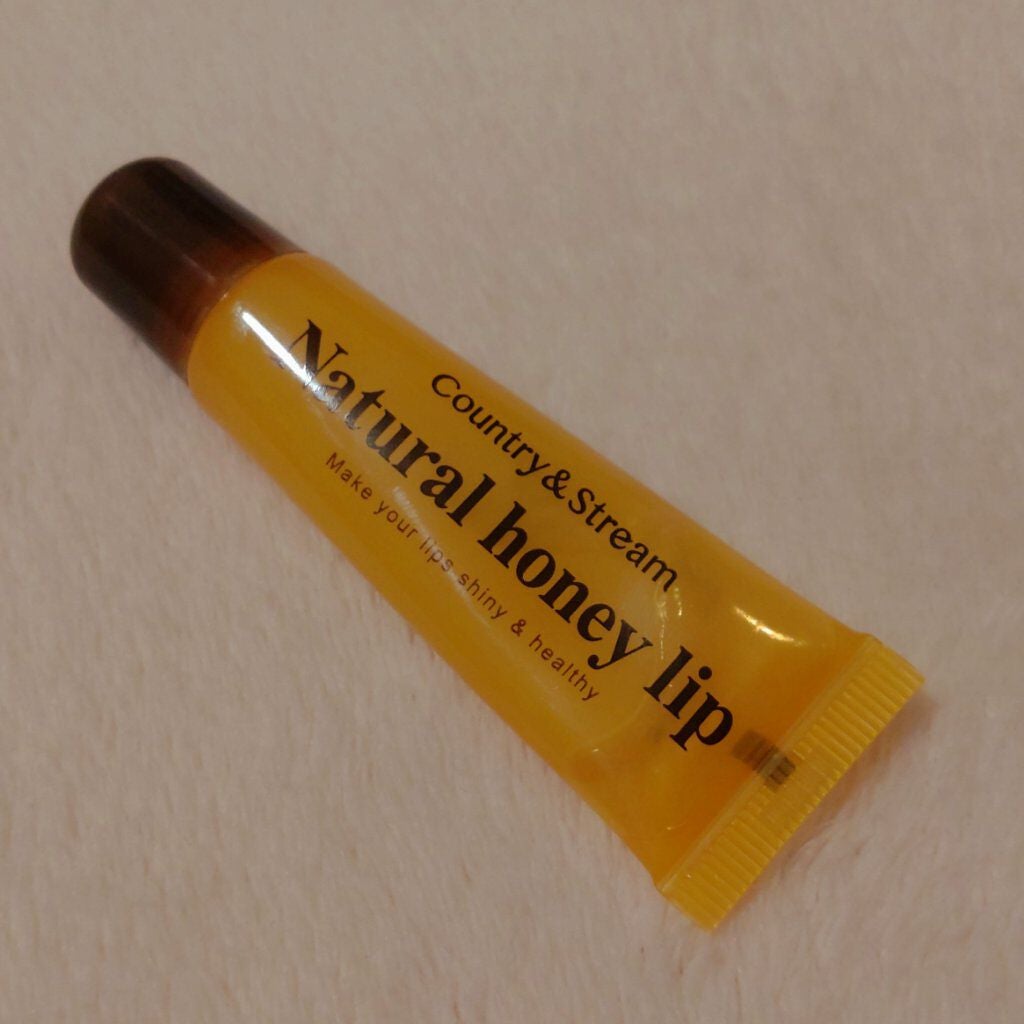 Country&Stream
Natural honey lip
Make your lips shiny & healthy